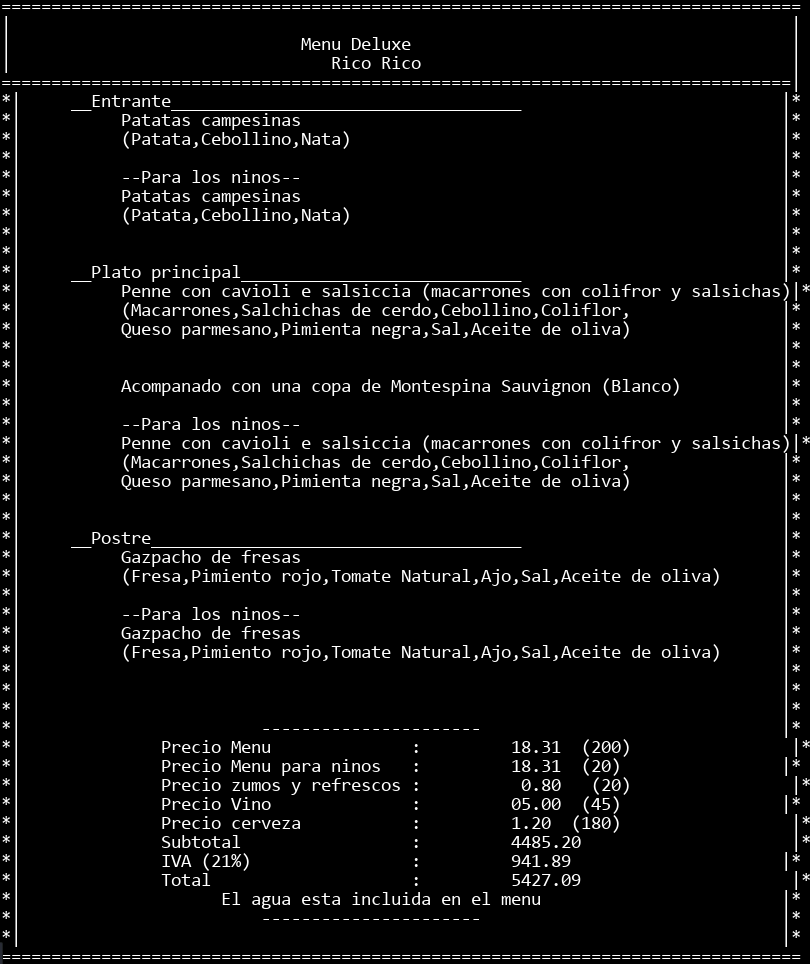 Menu Deluxe
Rico Rico
__Entrante___________________________________
Patatas campesinas
(Patata,Cebollino,Nata)
--Para los ninos--
Patatas campesinas
(Patata,Cebollino,Nata)
__Plato principal____________________________
Penne con cavioli e salsiccia (macarrones con colifror y salsichas)
(Macarrones,Salchichas de cerdo,Cebollino,Coliflor,
Queso parmesano,Pimienta negra,Sal,Aceite de oliva)
Acompanado con una copa de Montespina Sauvignon (Blanco)
--Para los ninos--
Penne con cavioli e salsiccia (macarrones con colifror y salsichas)
(Macarrones,Salchichas de cerdo,Cebollino,Coliflor,
Queso parmesano,Pimienta negra,Sal,Aceite de oliva)
__Postre_____________________________________
Gazpacho de fresas
(Fresa,Pimiento rojo,Tomate Natural,Ajo,Sal,Aceite de oliva)
--Para los ninos--
Gazpacho de fresas
(Fresa,Pimiento rojo,Tomate Natural,Ajo,Sal,Aceite de oliva)
----------------------
Precio Menu : 18.31 (200)
Precio Menu para ninos : 18.31 (20)
Precio zumos y refrescos : 0.80 (20)
Precio Vino : 05.00 (45)
Precio cerveza : 1.20 (180)
Subtotal : 4485.20
IVA (21%) : 941.89
Total : 5427.09
El agua esta incluida en el menu
----------------------